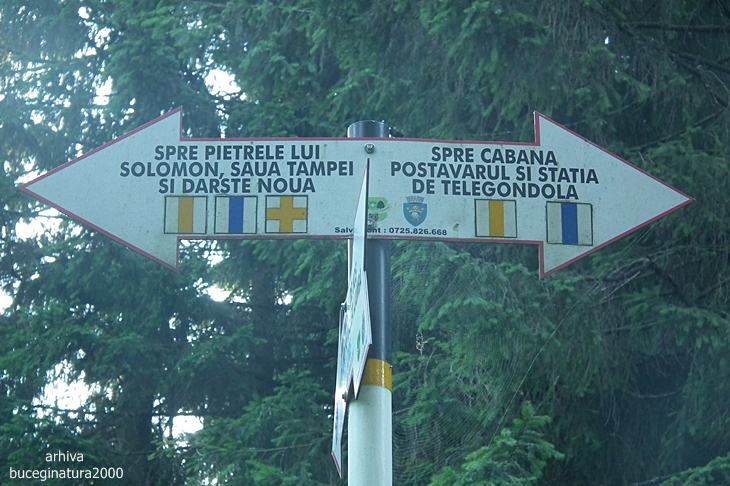 SPRE PIETRELE LUI
SOLOMON, SAUA TAMPEI
SI DARSTE NOUA
SPRE CABANA
POSTAVARUL SI STATIA
DE TELEGONDOLA
: 0725.826.668
arhiva
buceginatura2000